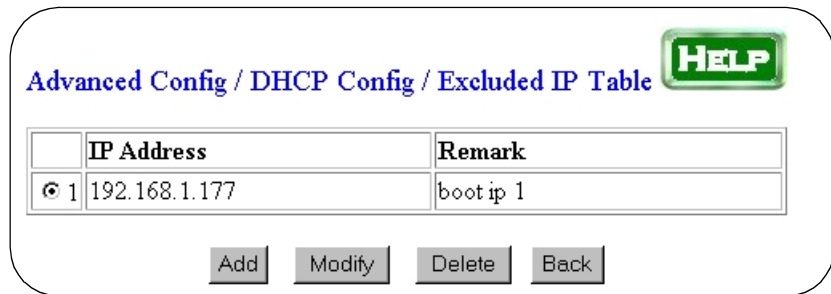 HELP
Advanced Config / DHCP Config / Excluded IP Table
IP Address Remark
1 192.168.1.177 boot ip 1
Add Modify Delete Back